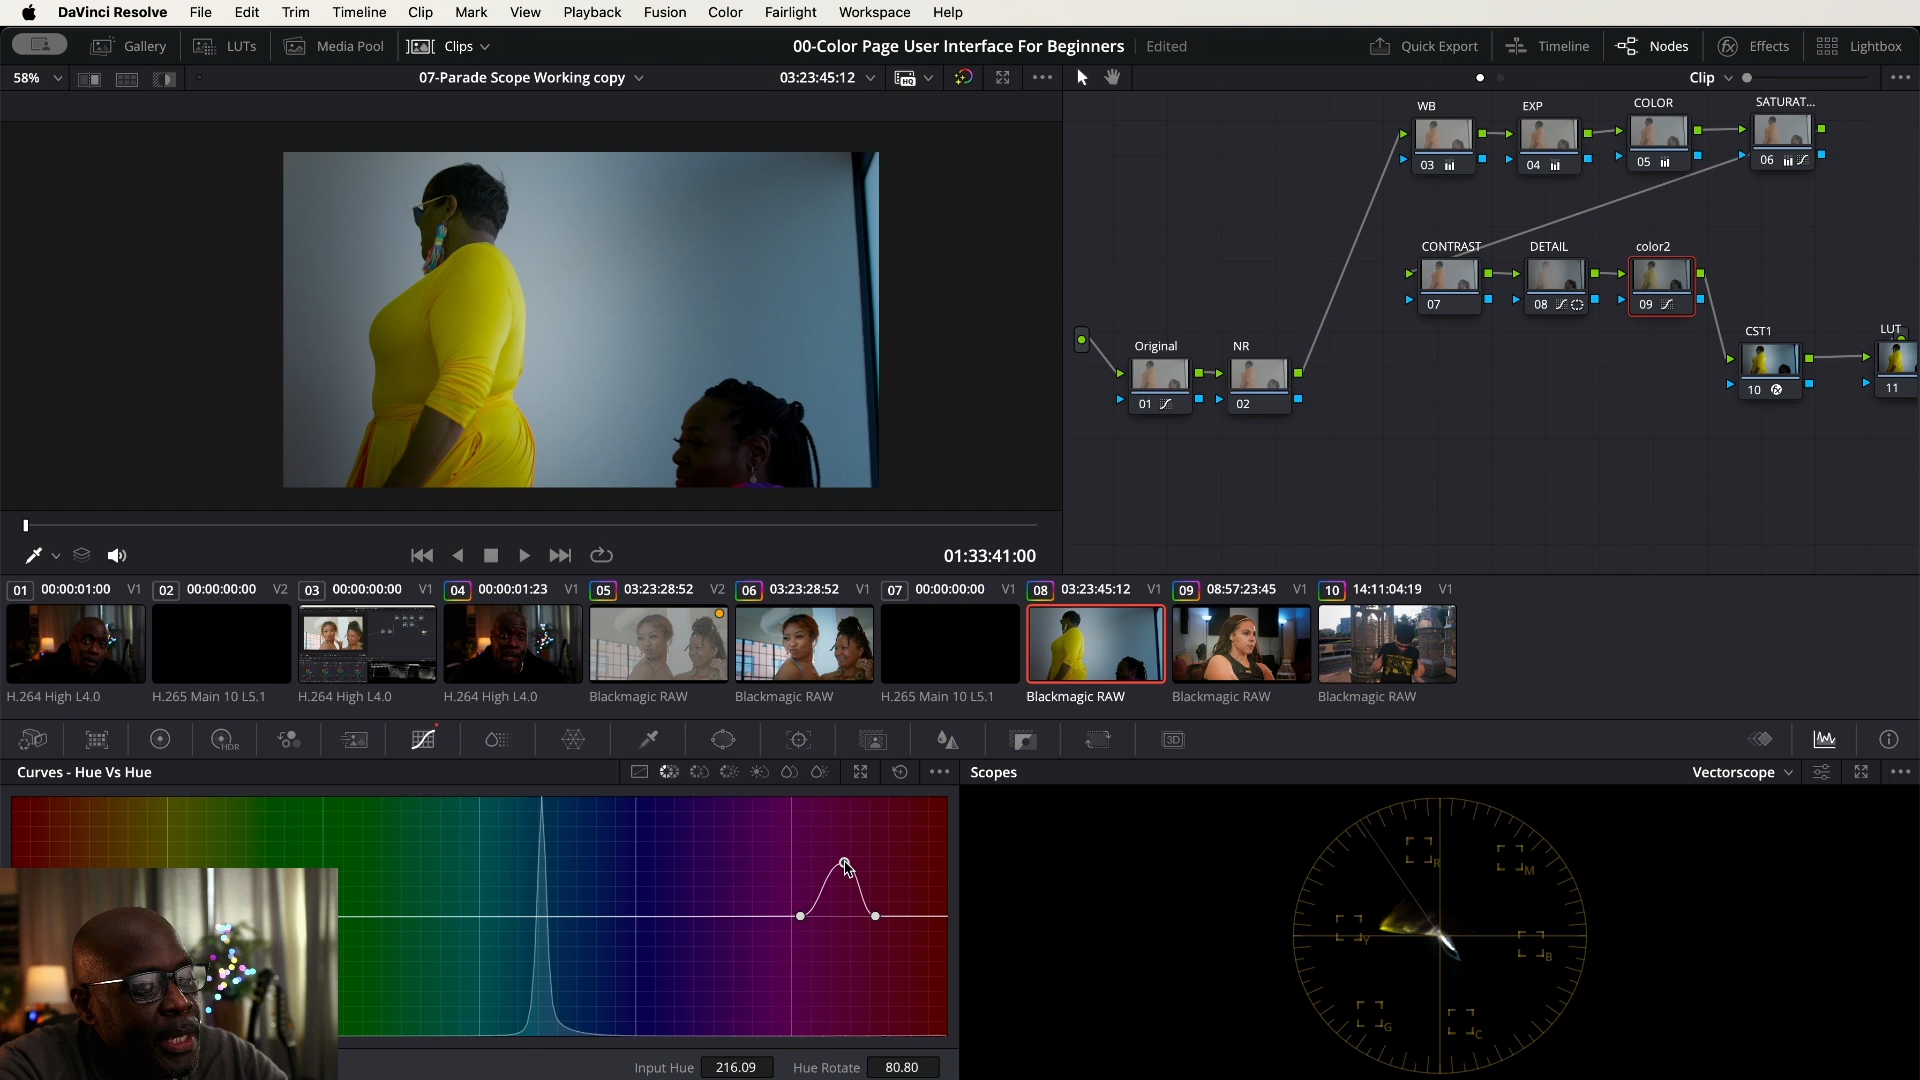 DaVinci Resolve File Edit Trim Timeline Clip Mark View Playback Fusion Color Fairlight Workspace Help
Gallery LUTs Media Pool Clips 00-Color Page User Interface For Beginners Edited Quick Export Timeline Nodes Effects Lightbox
58% 07-Parade Scope Working copy 03:23:45:12 HQ Clip
WB EXP COLOR SATURAT...
03 04 05 06
CONTRAST DETAIL color2
07 08 09
Original NR CST1 LUT
01 02 10 11
01:33:41:00
01 00:00:01:00 V1 02 00:00:00:00 V2 03 00:00:00:00 V1 04 00:00:01:23 V1 05 03:23:28:52 V2 06 03:23:28:52 V1 07 00:00:00:00 V1 08 03:23:45:12 V1 09 08:57:23:45 V1 10 14:11:04:19 V1
H.264 High L4.0 H.265 Main 10 L5.1 H.264 High L4.0 H.264 High L4.0 Blackmagic RAW Blackmagic RAW H.265 Main 10 L5.1 Blackmagic RAW Blackmagic RAW Blackmagic RAW
HDR 3D
Curves - Hue Vs Hue Scopes Vectorscope
R M
Y B
G C
Input Hue 216.09 Hue Rotate 80.80